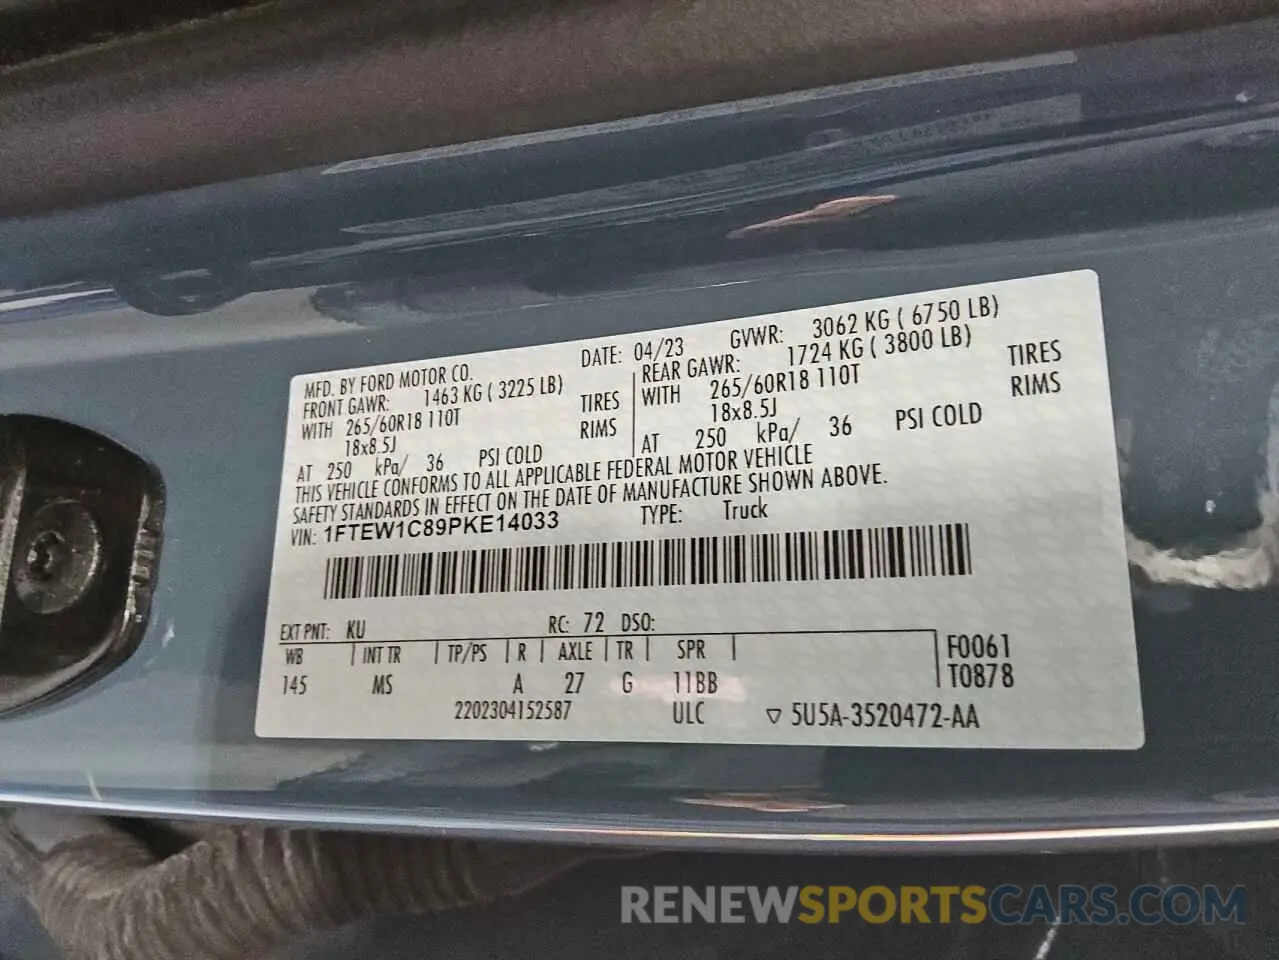 MFD. BY FORD MOTOR CO. DATE: 04/23 GVWR: 3062 KG ( 6750 LB)
FRONT GAWR: 1463 KG ( 3225 LB)
WITH 265/60R18 110T TIRES
18x8.5J RIMS
AT 250 kPa/ 36 PSI COLD
REAR GAWR: 1724 KG ( 3800 LB)
WITH 265/60R18 110T TIRES
18x8.5J RIMS
AT 250 kPa/ 36 PSI COLD
THIS VEHICLE CONFORMS TO ALL APPLICABLE FEDERAL MOTOR VEHICLE
SAFETY STANDARDS IN EFFECT ON THE DATE OF MANUFACTURE SHOWN ABOVE.
VIN: 1FTEW1C89PKE14033 TYPE: Truck
EXT PNT: KU RC: 72 DSO:
WB INT TR TP/PS R AXLE TR SPR F0061
145 MS A 27 G 11BB T0878
2202304152587 ULC ▽ 5U5A-3520472-AA
RENEWSPORTSCARS.COM